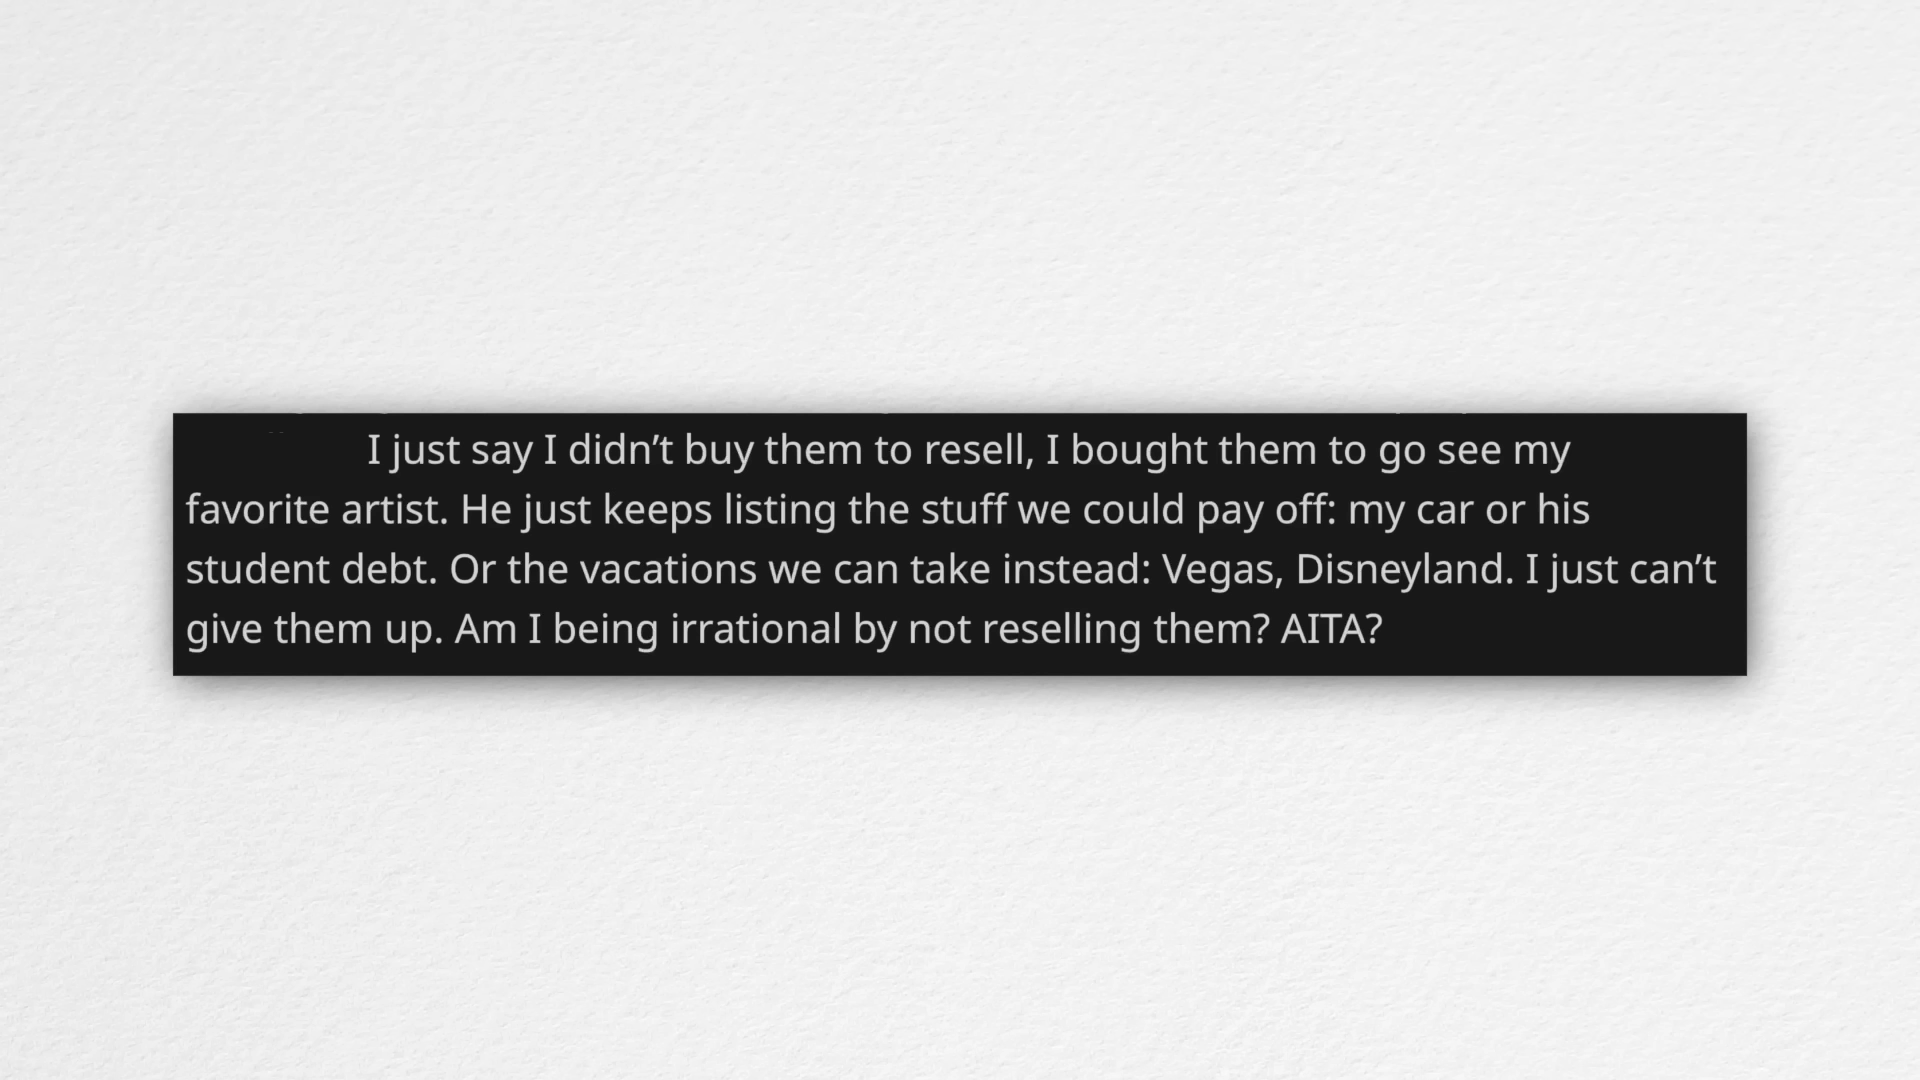 I just say I didn’t buy them to resell, I bought them to go see my
favorite artist. He just keeps listing the stuff we could pay off: my car or his
student debt. Or the vacations we can take instead: Vegas, Disneyland. I just can’t
give them up. Am I being irrational by not reselling them? AITA?